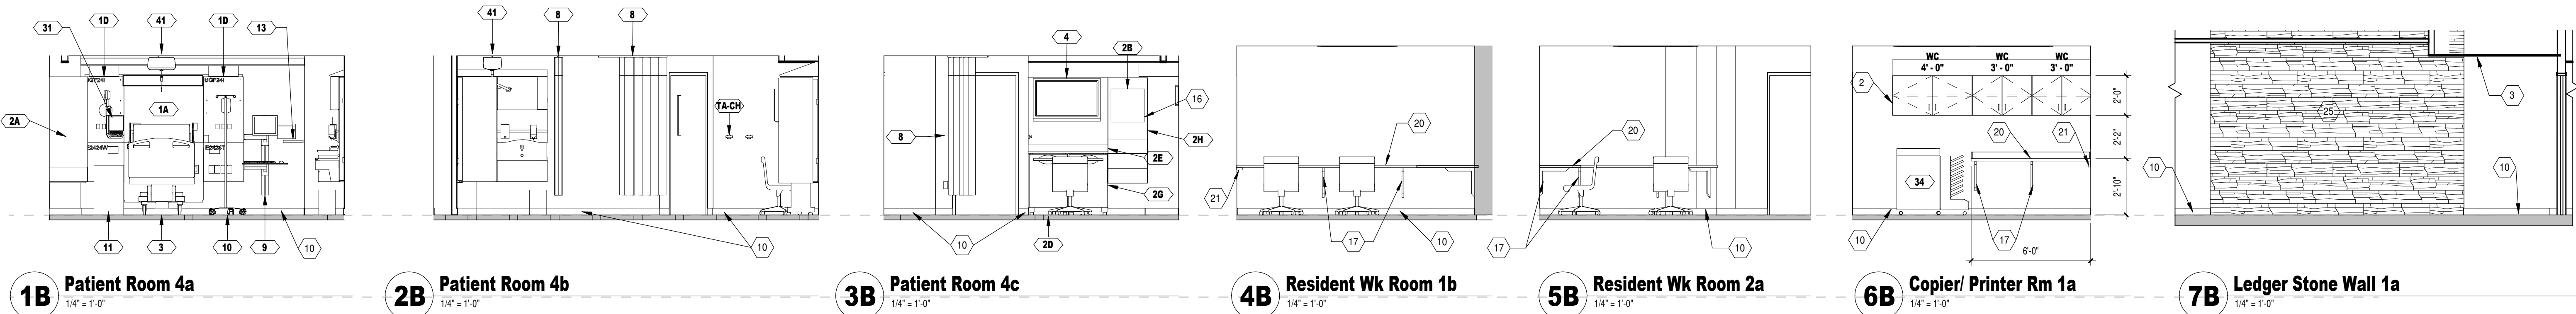 31
1D
41
1D
13
UGF24I
UGF24I
1A
2A
E2424W
E2424T
11
3
10
9
10
1B
Patient Room 4a
1/4" = 1'-0"
41
8
8
TA-CH
10
2B
Patient Room 4b
1/4" = 1'-0"
4
2B
16
8
2H
2E
2G
10
2D
3B
Patient Room 4c
1/4" = 1'-0"
20
21
17
10
4B
Resident Wk Room 1b
1/4" = 1'-0"
20
17
10
5B
Resident Wk Room 2a
1/4" = 1'-0"
WC
4' - 0"
WC
3' - 0"
WC
3' - 0"
2
2'-0"
2'-2"
20
21
34
2'-10"
10
17
6'-0"
6B
Copier/ Printer Rm 1a
1/4" = 1'-0"
3
25
10
10
7B
Ledger Stone Wall 1a
1/4" = 1'-0"